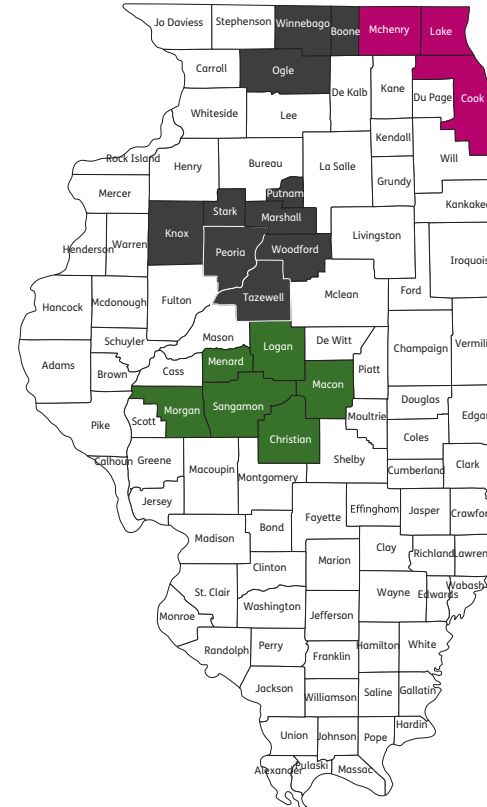 Jo Daviess
Stephenson
Winnebago
Boone
Mchenry
Lake
Carroll
Ogle
De Kalb
Kane
Du Page
Cook
Whiteside
Lee
Kendall
Will
Rock Island
Henry
Bureau
La Salle
Grundy
Mercer
Putnam
Kankakee
Stark
Marshall
Knox
Henderson
Warren
Peoria
Woodford
Livingston
Iroquois
Hancock
Mcdonough
Fulton
Tazewell
Mclean
Ford
Schuyler
Mason
Logan
De Witt
Champaign
Vermili
Adams
Brown
Cass
Menard
Macon
Piatt
Douglas
Morgan
Sangamon
Moultrie
Edgar
Pike
Scott
Christian
Coles
Calhoun
Greene
Macoupin
Montgomery
Shelby
Cumberland
Clark
Jersey
Fayette
Effingham
Jasper
Crawfor
Madison
Bond
Clay
Richland
Lawren
Clinton
Marion
Wabash
St. Clair
Washington
Wayne
Edwards
Monroe
Jefferson
Randolph
Perry
Franklin
Hamilton
White
Jackson
Williamson
Saline
Gallatin
Union
Johnson
Pope
Hardin
Alexander
Pulaski
Massac